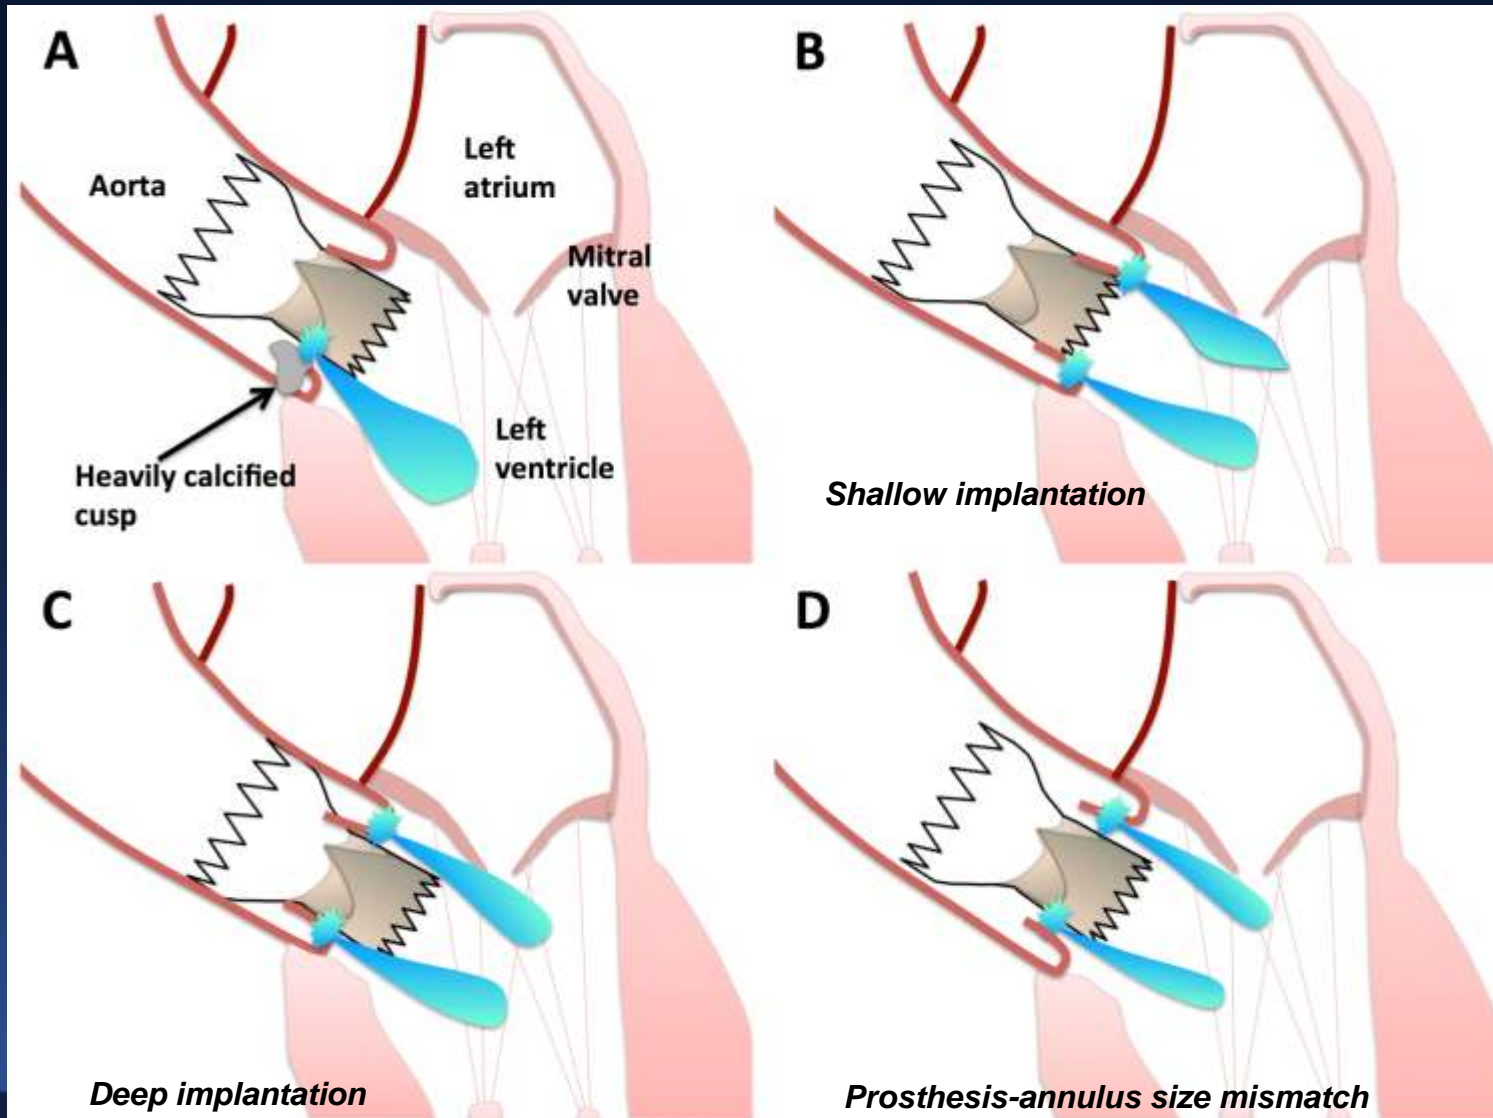 A
Aorta
Left
atrium
Mitral
valve
Left
ventricle
Heavily calcified
cusp
B
Shallow implantation
C
Deep implantation
D
Prosthesis-annulus size mismatch